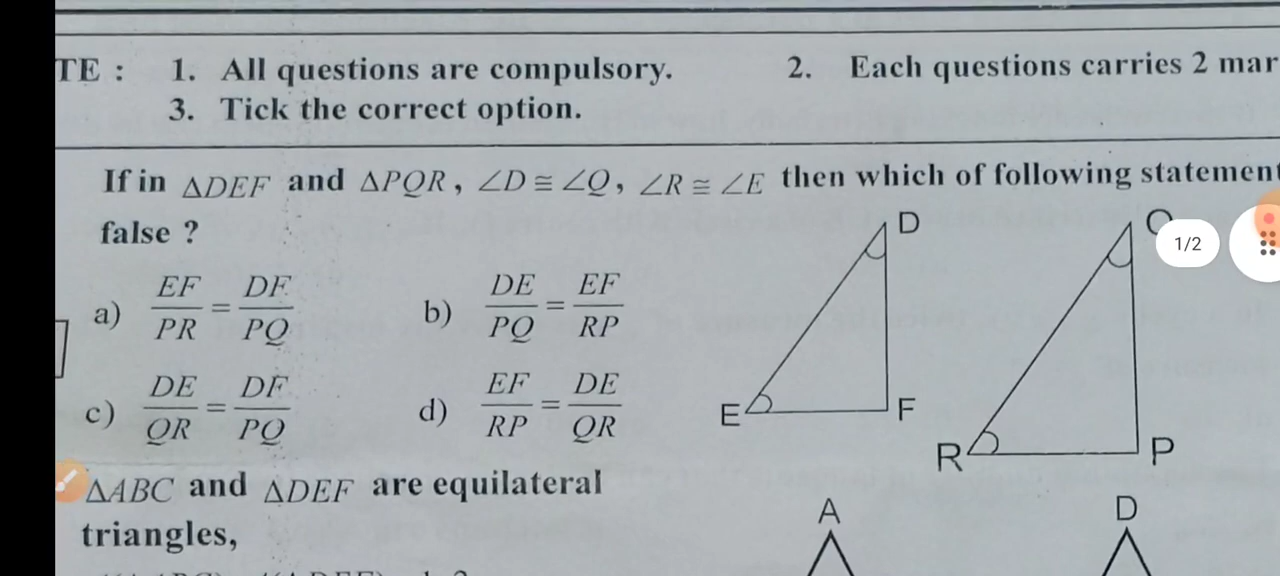 TE : 1. All questions are compulsory. 2. Each questions carries 2 mar
3. Tick the correct option.
If in ΔDEF and ΔPQR, ∠D ≅ ∠Q, ∠R ≅ ∠E then which of following statement
false ?
a) EF/PR = DF/PQ b) DE/PQ = EF/RP
c) DE/QR = DF/PQ d) EF/RP = DE/QR
D
1/2
E F
R P
ΔABC and ΔDEF are equilateral
triangles,
A D